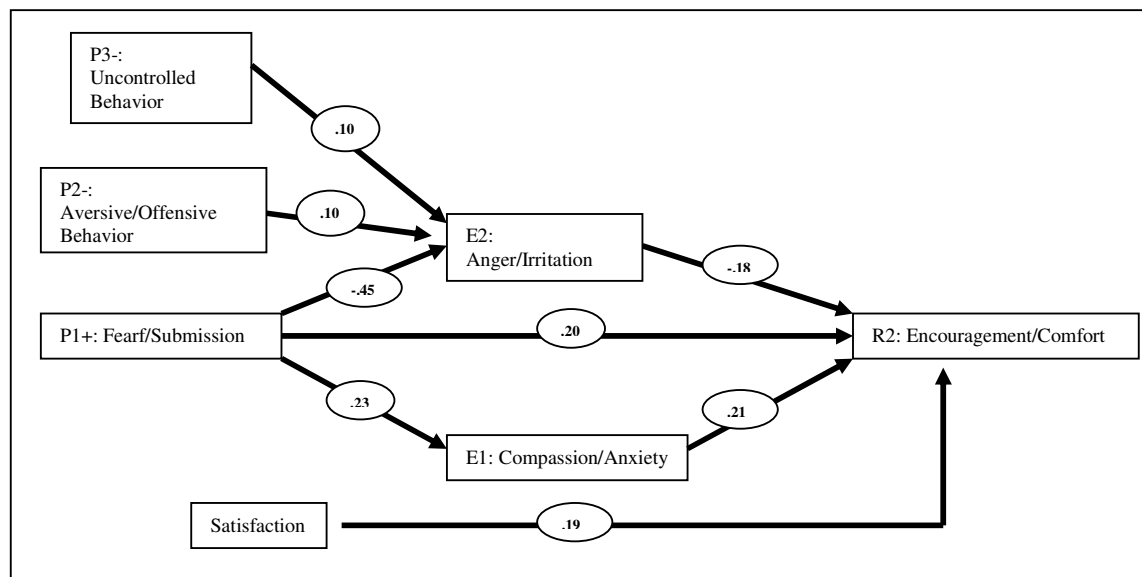 P3-:
Uncontrolled
Behavior
.10
P2-:
Aversive/Offensive
Behavior
.10
E2:
Anger/Irritation
-.18
-.45
P1+: Fearf/Submission
.20
R2: Encouragement/Comfort
.23
.21
E1: Compassion/Anxiety
Satisfaction
.19